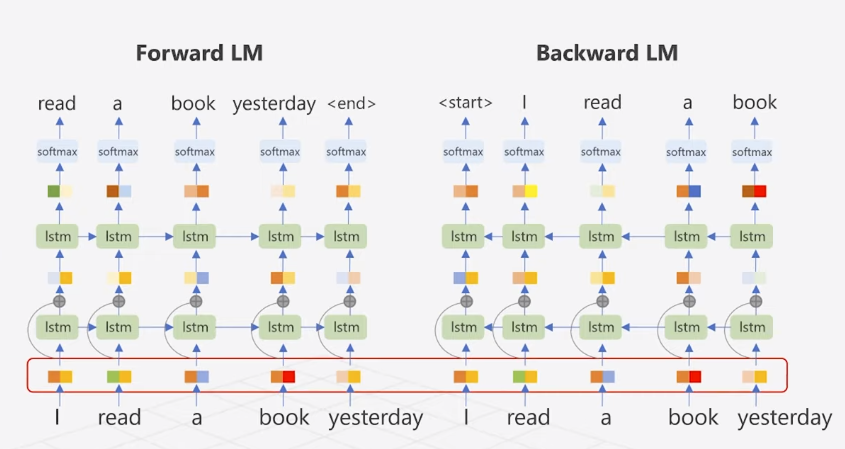 Forward LM Backward LM
read a book yesterday <end> <start> I read a book
softmax softmax softmax softmax softmax softmax softmax softmax softmax softmax
lstm lstm lstm lstm lstm lstm lstm lstm lstm lstm
lstm lstm lstm lstm lstm lstm lstm lstm lstm lstm
I read a book yesterday I read a book yesterday